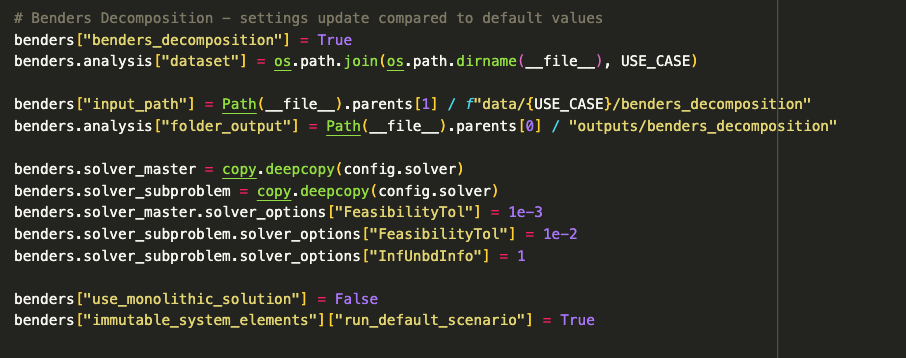 # Benders Decomposition – settings update compared to default values
benders["benders_decomposition"] = True
benders.analysis["dataset"] = os.path.join(os.path.dirname(__file__), USE_CASE)
benders["input_path"] = Path(__file__).parents[1] / f"data/{USE_CASE}/benders_decomposition"
benders.analysis["folder_output"] = Path(__file__).parents[0] / "outputs/benders_decomposition"
benders.solver_master = copy.deepcopy(config.solver)
benders.solver_subproblem = copy.deepcopy(config.solver)
benders.solver_master.solver_options["FeasibilityTol"] = 1e-3
benders.solver_subproblem.solver_options["FeasibilityTol"] = 1e-2
benders.solver_subproblem.solver_options["InfUnbdInfo"] = 1
benders["use_monolithic_solution"] = False
benders["immutable_system_elements"]["run_default_scenario"] = True